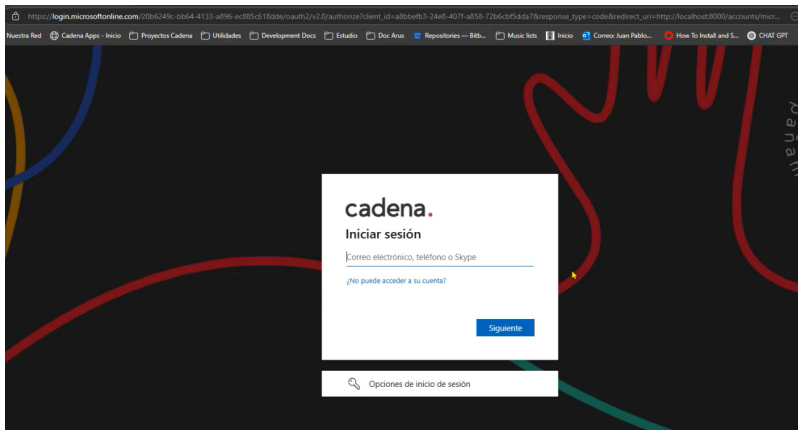 https://login.microsoftonline.com/20b6249c-bb64-4133-a896-ec885c618dde/oauth2/v2.0/authorize?client_id=a8bbefb3-24e8-407f-a858-72b6cbf5dda7&response_type=code&redirect_uri=http://localhost:8000/accounts/micr...
Nuestra Red Cadena Apps - Inicio Proyectos Cadena Utilidades Development Docs Estudio Doc Arus Repositories — Bitb... Music lists Inicio Correo: Juan Pablo... How To Install and S... CHAT GPT
cadena.
Iniciar sesión
Correo electrónico, teléfono o Skype
¿No puede acceder a su cuenta?
Siguiente
Opciones de inicio de sesión